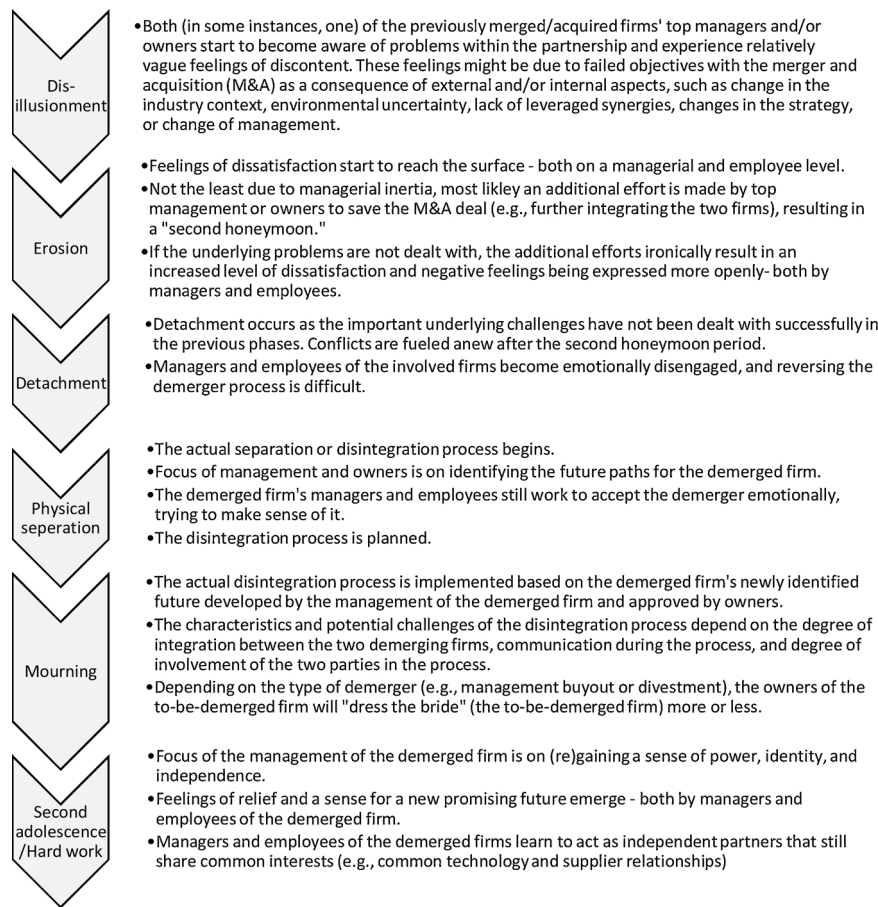 Dis-
illusionment
•Both (in some instances, one) of the previously merged/acquired firms' top managers and/or
owners start to become aware of problems within the partnership and experience relatively
vague feelings of discontent. These feelings might be due to failed objectives with the merger and
acquisition (M&A) as a consequence of external and/or internal aspects, such as change in the
industry context, environmental uncertainty, lack of leveraged synergies, changes in the strategy,
or change of management.
Erosion
•Feelings of dissatisfaction start to reach the surface - both on a managerial and employee level.
•Not the least due to managerial inertia, most likley an additional effort is made by top
management or owners to save the M&A deal (e.g., further integrating the two firms), resulting in
a "second honeymoon."
•If the underlying problems are not dealt with, the additional efforts ironically result in an
increased level of dissatisfaction and negative feelings being expressed more openly- both by
managers and employees.
Detachment
•Detachment occurs as the important underlying challenges have not been dealt with successfully in
the previous phases. Conflicts are fueled anew after the second honeymoon period.
•Managers and employees of the involved firms become emotionally disengaged, and reversing the
demerger process is difficult.
Physical
seperation
•The actual separation or disintegration process begins.
•Focus of management and owners is on identifying the future paths for the demerged firm.
•The demerged firm's managers and employees still work to accept the demerger emotionally,
trying to make sense of it.
•The disintegration process is planned.
Mourning
•The actual disintegration process is implemented based on the demerged firm's newly identified
future developed by the management of the demerged firm and approved by owners.
•The characteristics and potential challenges of the disintegration process depend on the degree of
integration between the two demerging firms, communication during the process, and degree of
involvement of the two parties in the process.
•Depending on the type of demerger (e.g., management buyout or divestment), the owners of the
to-be-demerged firm will "dress the bride" (the to-be-demerged firm) more or less.
Second
adolescence
/Hard work
•Focus of the management of the demerged firm is on (re)gaining a sense of power, identity, and
independence.
•Feelings of relief and a sense for a new promising future emerge - both by managers and
employees of the demerged firm.
•Managers and employees of the demerged firms learn to act as independent partners that still
share common interests (e.g., common technology and supplier relationships)